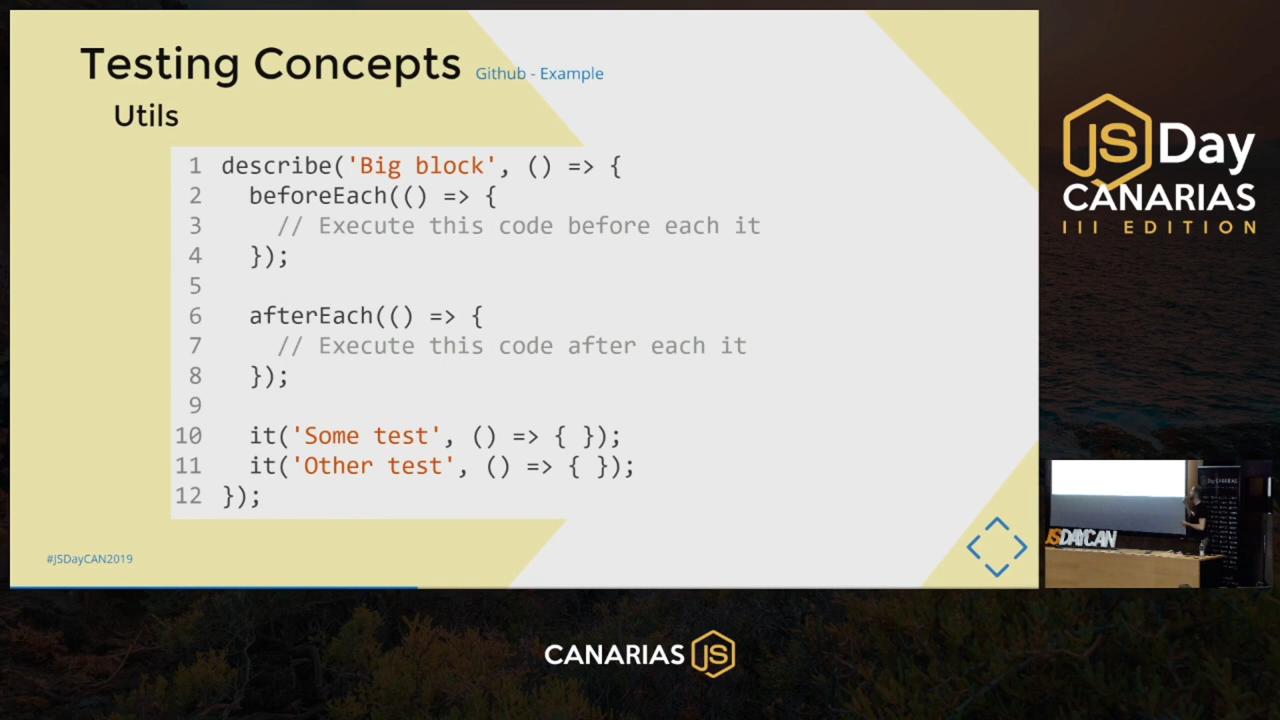 Testing Concepts Github - Example
Utils
1 describe('Big block', () => {
2   beforeEach(() => {
3     // Execute this code before each it
4   });
5
6   afterEach(() => {
7     // Execute this code after each it
8   });
9
10   it('Some test', () => { });
11   it('Other test', () => { });
12 });
#JSDayCAN2019
JS Day
CANARIAS
III EDITION
JSDAYCAN
CANARIAS JS